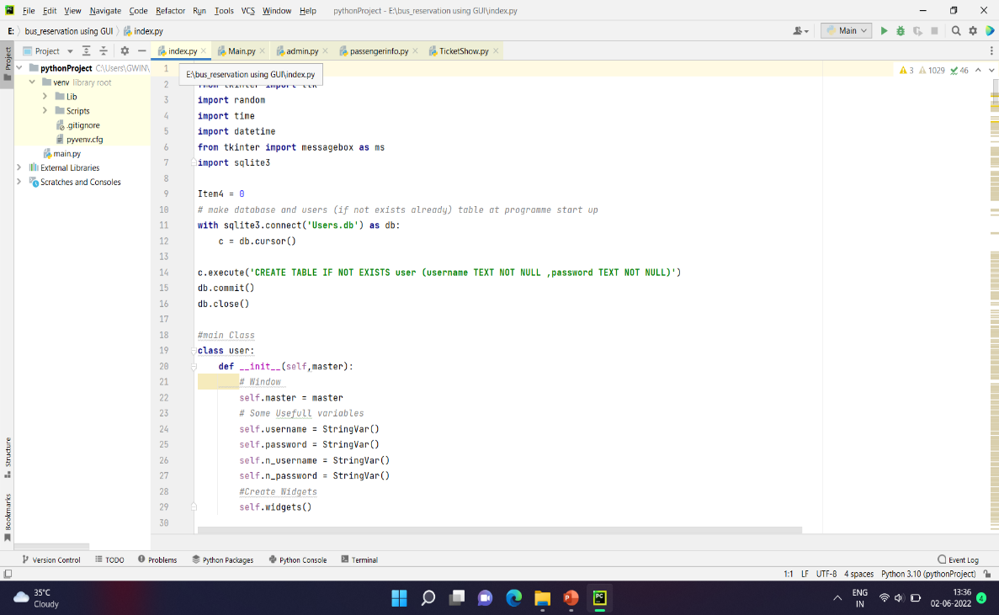 File Edit View Navigate Code Refactor Run Tools VCS Window Help pythonProject - E:\bus_reservation using GUI\index.py
E: bus_reservation using GUI index.py Main
Project index.py Main.py admin.py passengerinfo.py TicketShow.py
Project
pythonProject C:\Users\GWIN\
venv library root
Lib
Scripts
.gitignore
pyvenv.cfg
main.py
External Libraries
Scratches and Consoles
Structure
Bookmarks
E:\bus_reservation using GUI\index.py
3 1029 46
1
2 from tkinter import ttk
3 import random
4 import time
5 import datetime
6 from tkinter import messagebox as ms
7 import sqlite3
8
9 Item4 = 0
10 # make database and users (if not exists already) table at programme start up
11 with sqlite3.connect('Users.db') as db:
12 c = db.cursor()
13
14 c.execute('CREATE TABLE IF NOT EXISTS user (username TEXT NOT NULL ,password TEXT NOT NULL)')
15 db.commit()
16 db.close()
17
18 #main Class
19 class user:
20 def __init__(self,master):
21 # Window
22 self.master = master
23 # Some Usefull variables
24 self.username = StringVar()
25 self.password = StringVar()
26 self.n_username = StringVar()
27 self.n_password = StringVar()
28 #Create Widgets
29 self.widgets()
30
Version Control TODO Problems Python Packages Python Console Terminal Event Log
1:1 LF UTF-8 4 spaces Python 3.10 (pythonProject)
35°C
Cloudy
ENG
IN
13:36
02-06-2022
4